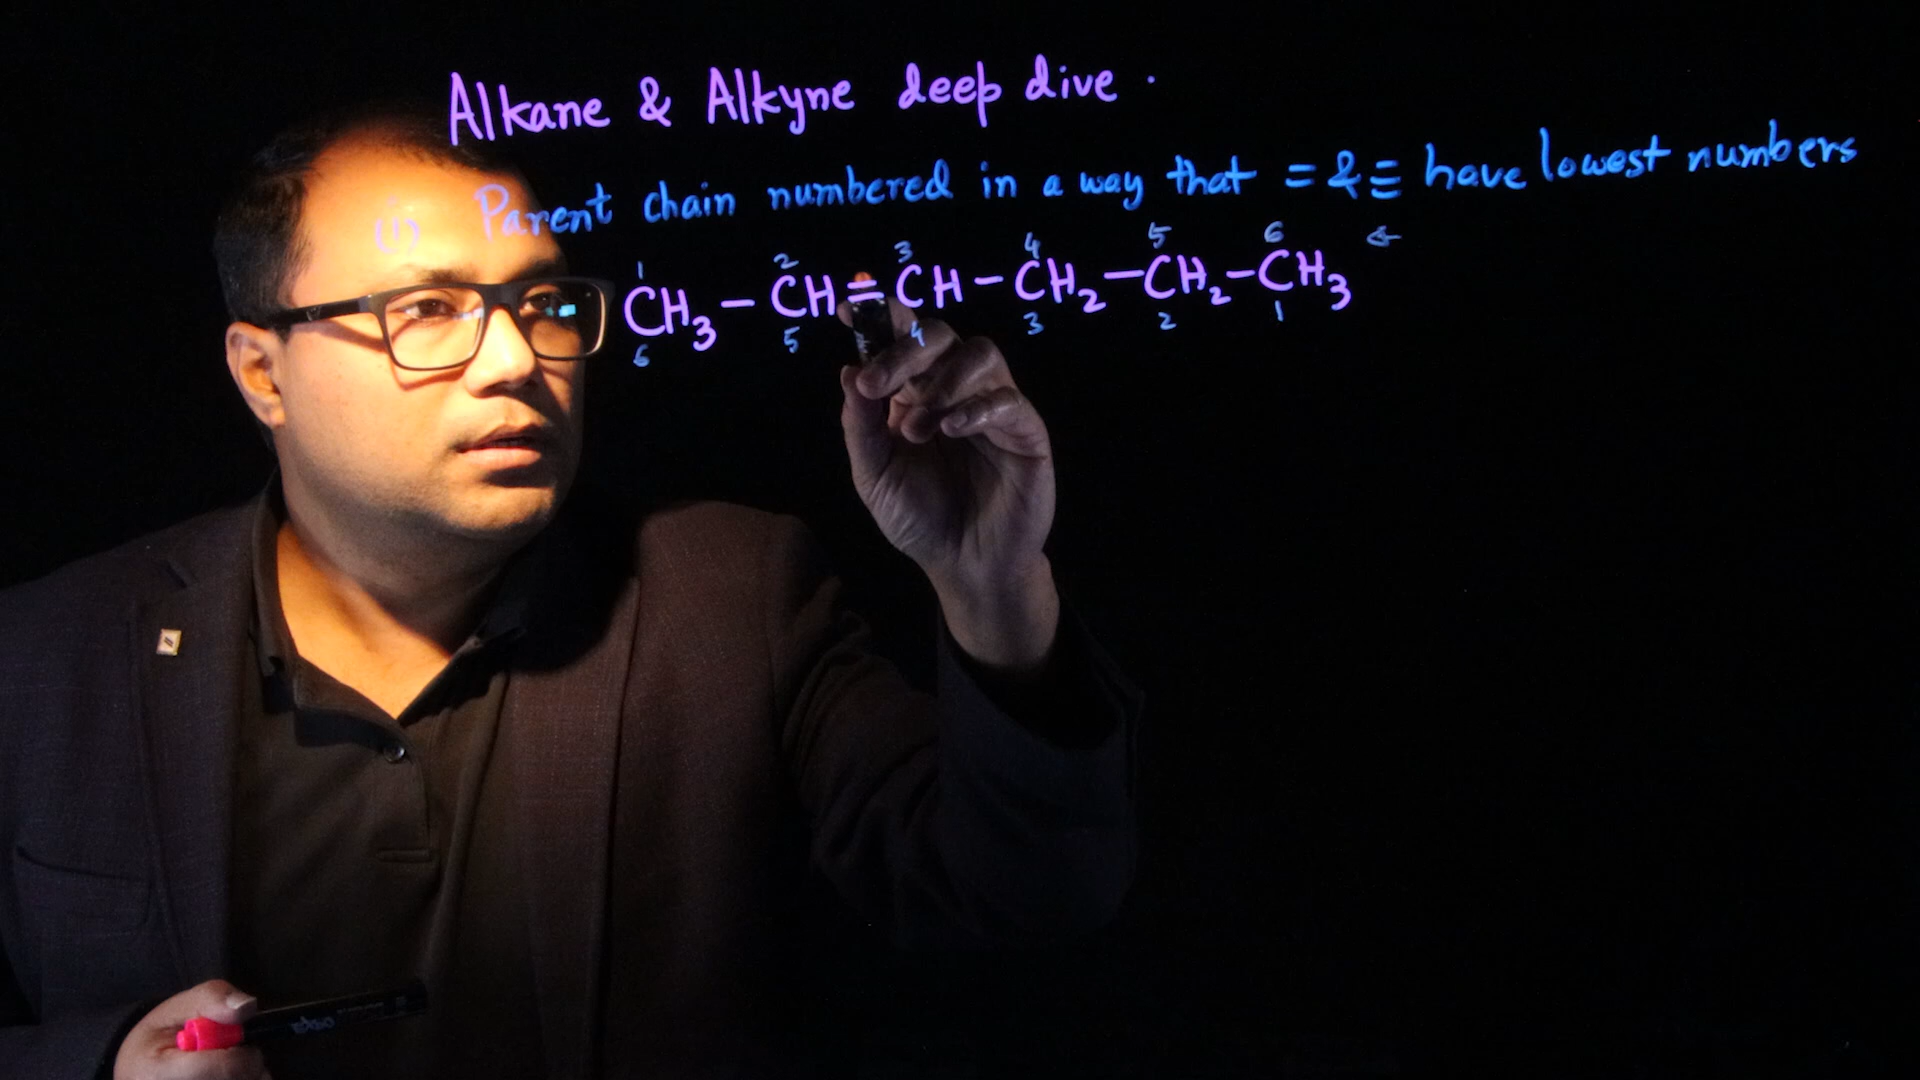 Alkane & Alkyne deep dive.
(i) Parent chain numbered in a way that = & ≡ have lowest numbers
1 2 3 4 5 6 ←
CH₃ – CH = CH – CH₂ – CH₂ – CH₃
6 5 4 3 2 1